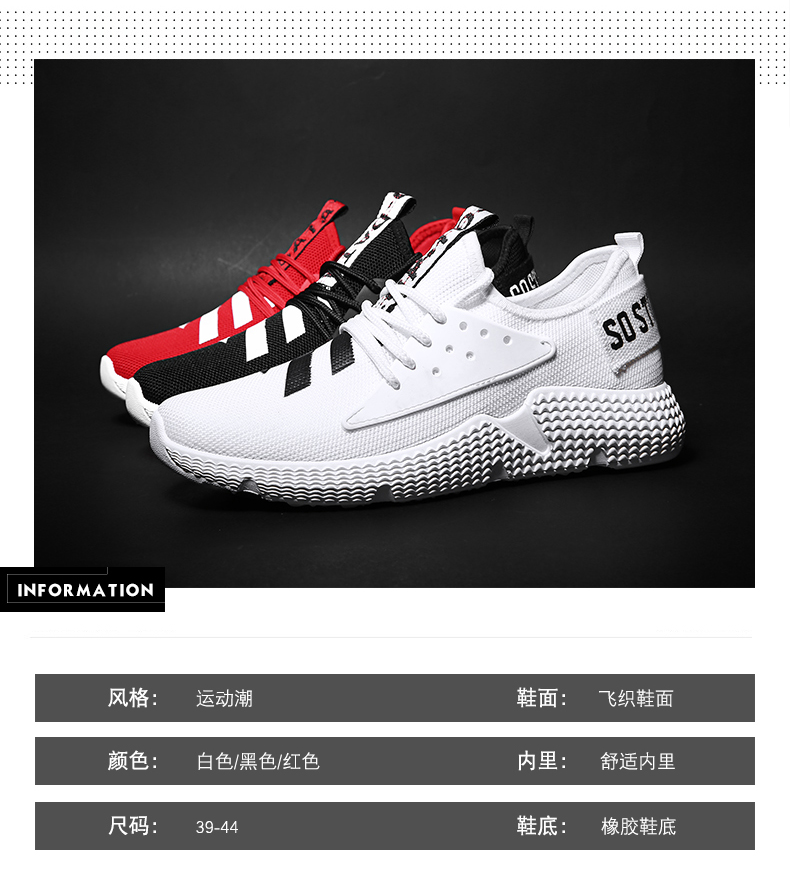 SOST
INFORMATION
风格： 运动潮 鞋面： 飞织鞋面
颜色： 白色/黑色/红色 内里： 舒适内里
尺码： 39-44 鞋底： 橡胶鞋底